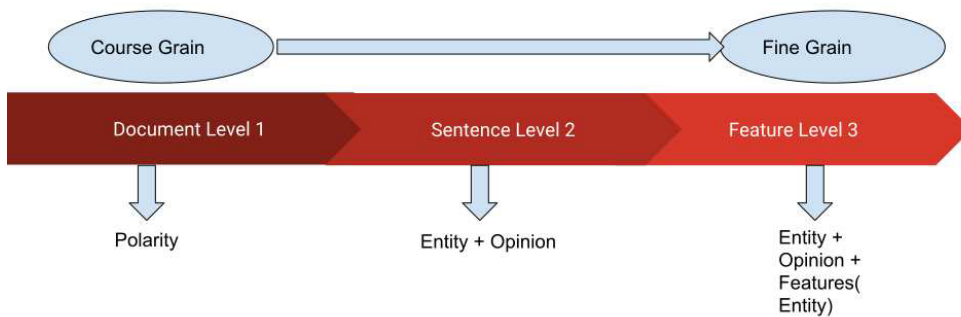 Course Grain
Fine Grain
Document Level 1
Sentence Level 2
Feature Level 3
Polarity
Entity + Opinion
Entity +
Opinion +
Features(
Entity)